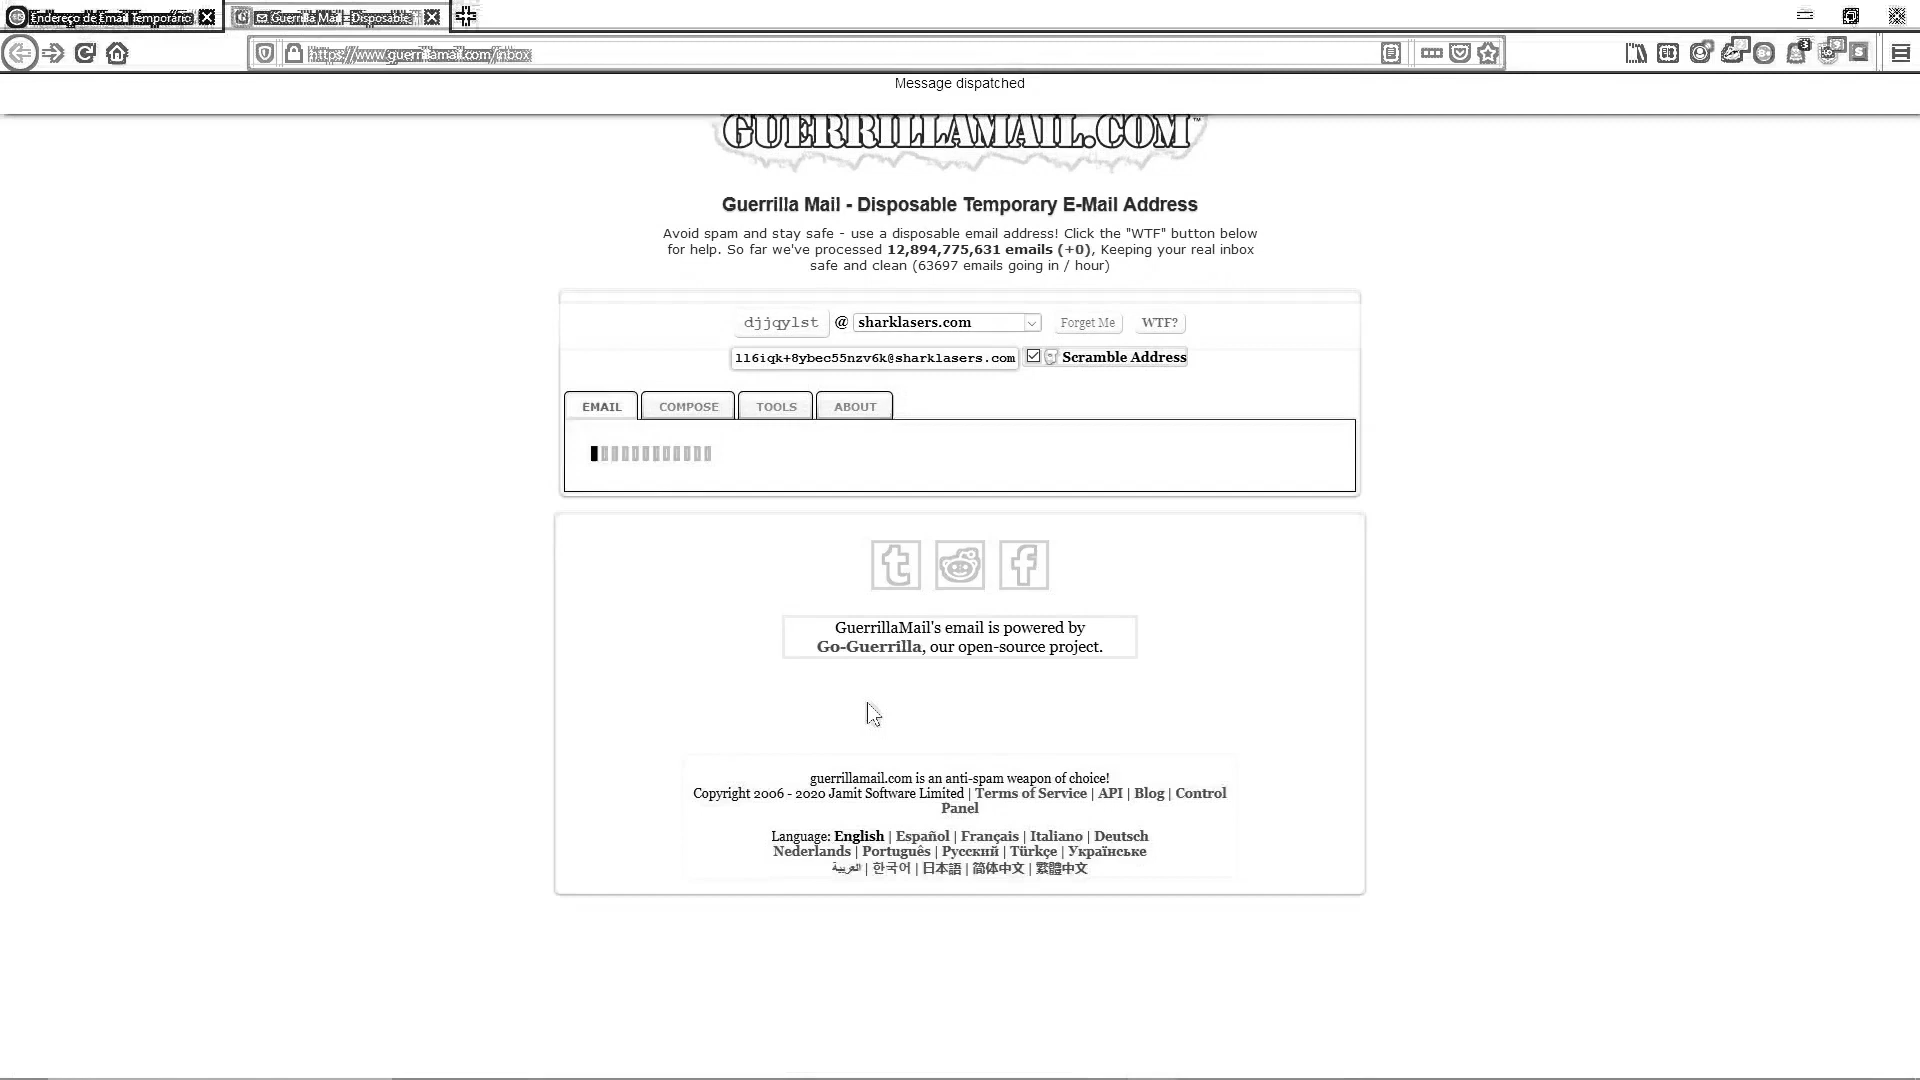 Endereço de Email Temporário
Guerrilla Mail - Disposable
https://www.guerrillamail.com/inbox
Message dispatched
GUERRILLAMAIL.COM™
Guerrilla Mail - Disposable Temporary E-Mail Address
Avoid spam and stay safe - use a disposable email address! Click the "WTF" button below
for help. So far we've processed 12,894,775,631 emails (+0), Keeping your real inbox
safe and clean (63697 emails going in / hour)
djjqylst @ sharklasers.com Forget Me WTF?
ll6iqk+8ybec55nzv6k@sharklasers.com Scramble Address
EMAIL COMPOSE TOOLS ABOUT
GuerrillaMail's email is powered by
Go-Guerrilla, our open-source project.
guerrillamail.com is an anti-spam weapon of choice!
Copyright 2006 - 2020 Jamit Software Limited | Terms of Service | API | Blog | Control
Panel
Language: English | Español | Français | Italiano | Deutsch
Nederlands | Português | Русский | Türkçe | Українське
العربية | 한국어 | 日本語 | 简体中文 | 繁體中文